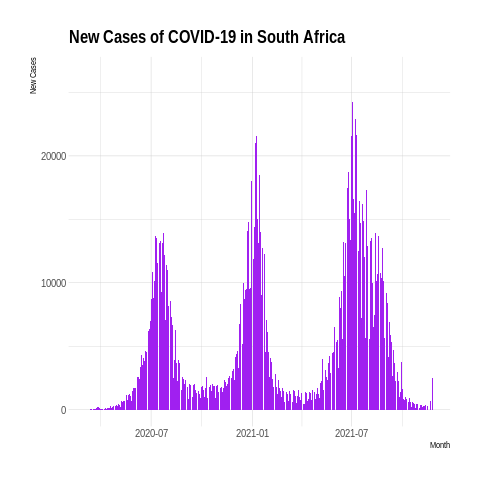 New Cases of COVID-19 in South Africa
New Cases
20000
10000
0
2020-07 2021-01 2021-07
Month